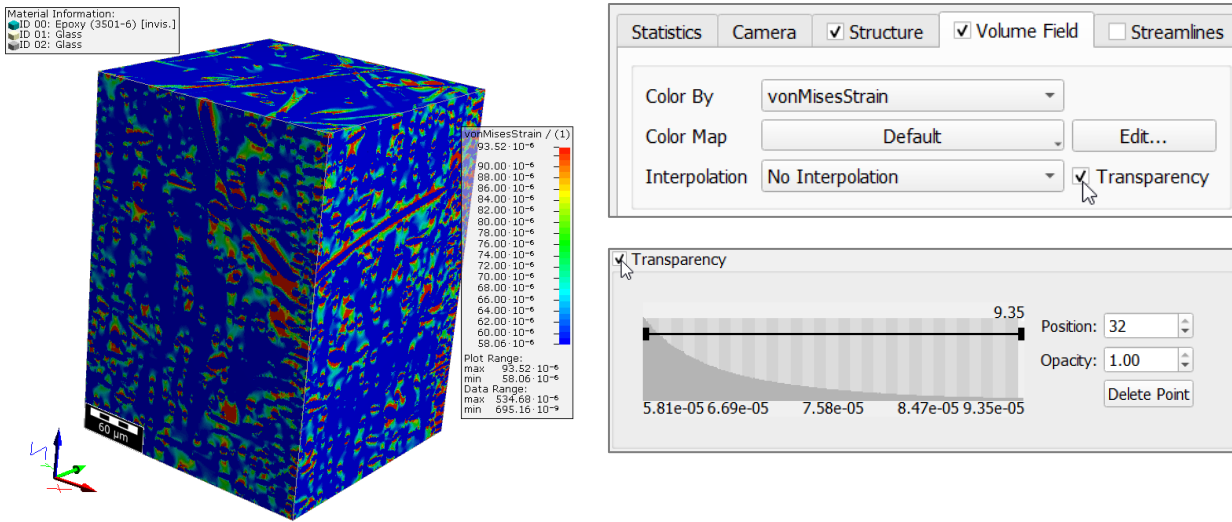 Material Information:
ID 00: Epoxy (3501-6) [invis.]
ID 01: Glass
ID 02: Glass
vonMisesStrain / (1)
93.52·10⁻⁶
90.00·10⁻⁶
88.00·10⁻⁶
86.00·10⁻⁶
84.00·10⁻⁶
82.00·10⁻⁶
80.00·10⁻⁶
78.00·10⁻⁶
76.00·10⁻⁶
74.00·10⁻⁶
72.00·10⁻⁶
70.00·10⁻⁶
68.00·10⁻⁶
66.00·10⁻⁶
64.00·10⁻⁶
62.00·10⁻⁶
60.00·10⁻⁶
58.06·10⁻⁶
Plot Range:
max 93.52·10⁻⁶
min 58.06·10⁻⁶
Data Range:
max 534.68·10⁻⁶
min 695.16·10⁻⁹
60 µm
Statistics Camera Structure Volume Field Streamlines
Color By vonMisesStrain
Color Map Default Edit...
Interpolation No Interpolation Transparency
Transparency
9.35
Position: 32
Opacity: 1.00
Delete Point
5.81e-05 6.69e-05 7.58e-05 8.47e-05 9.35e-05